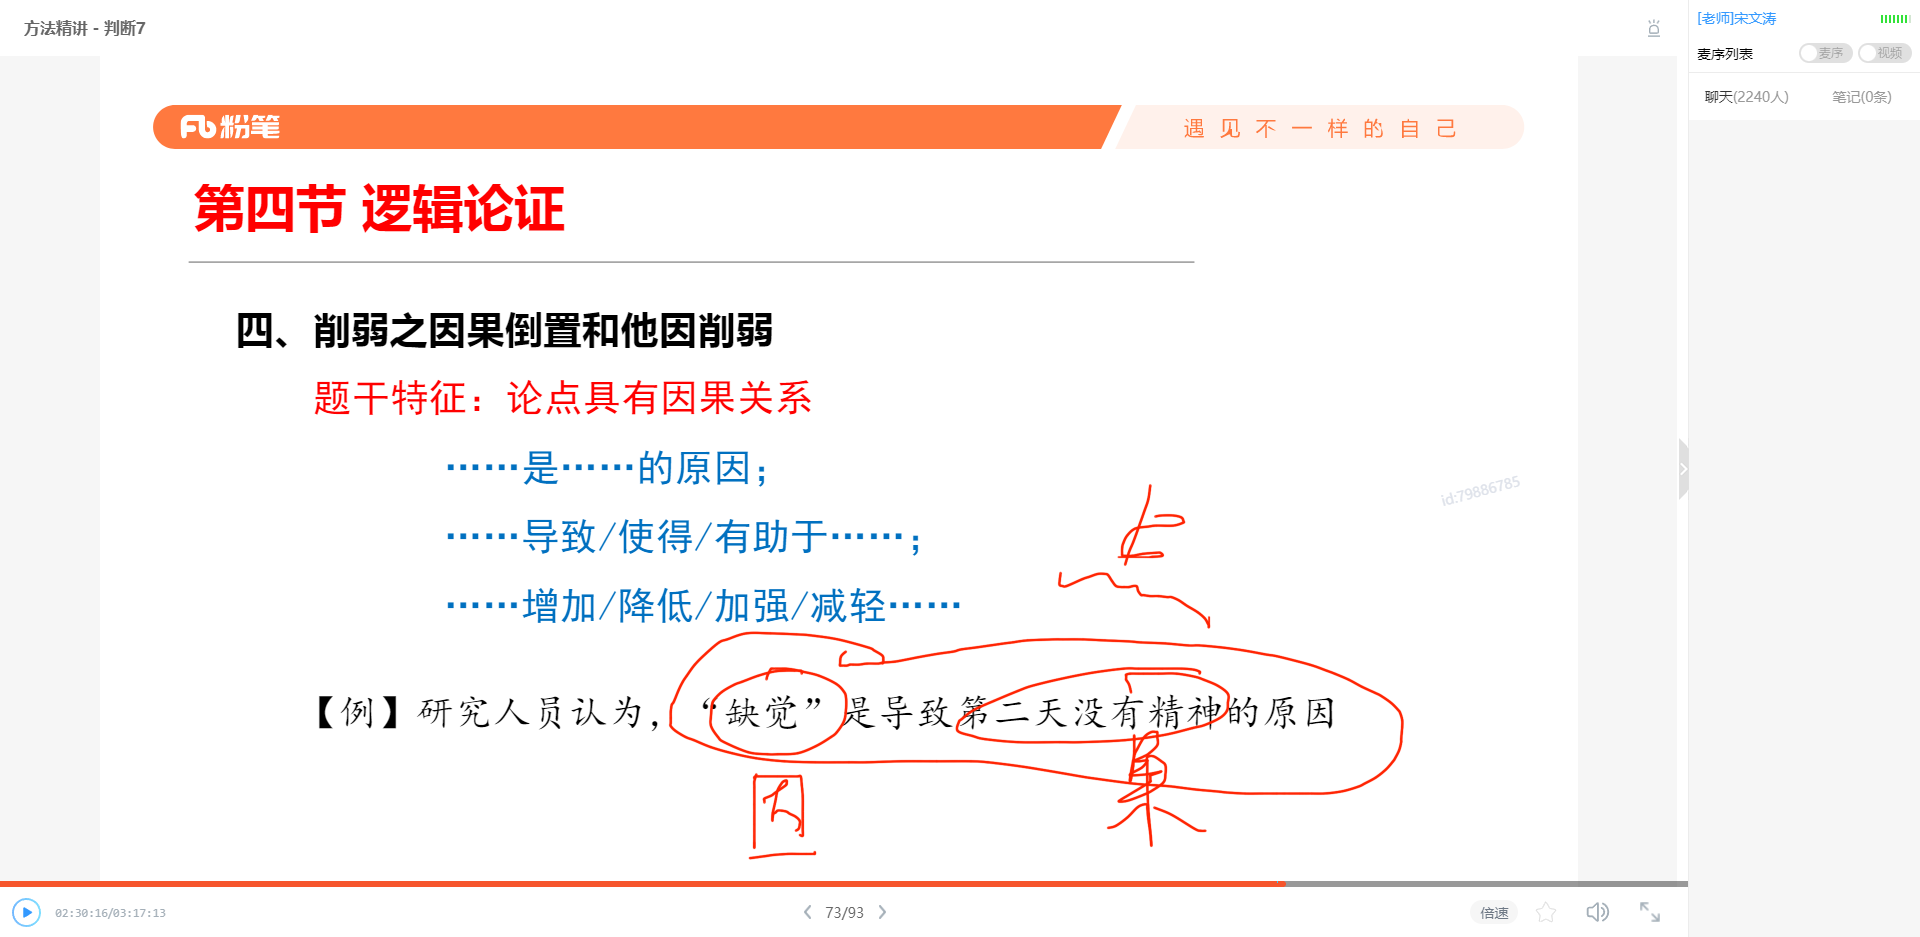 方法精讲 - 判断7
[老师]宋文涛
麦序列表
麦序
视频
聊天(2240人)
笔记(0条)
粉笔
遇见不一样的自己
第四节 逻辑论证
四、削弱之因果倒置和他因削弱
题干特征：论点具有因果关系
……是……的原因；
……导致/使得/有助于……；
……增加/降低/加强/减轻……
id:79886785
【例】研究人员认为，“缺觉”是导致第二天没有精神的原因
因
果
02:30:16/03:17:13
73/93
倍速